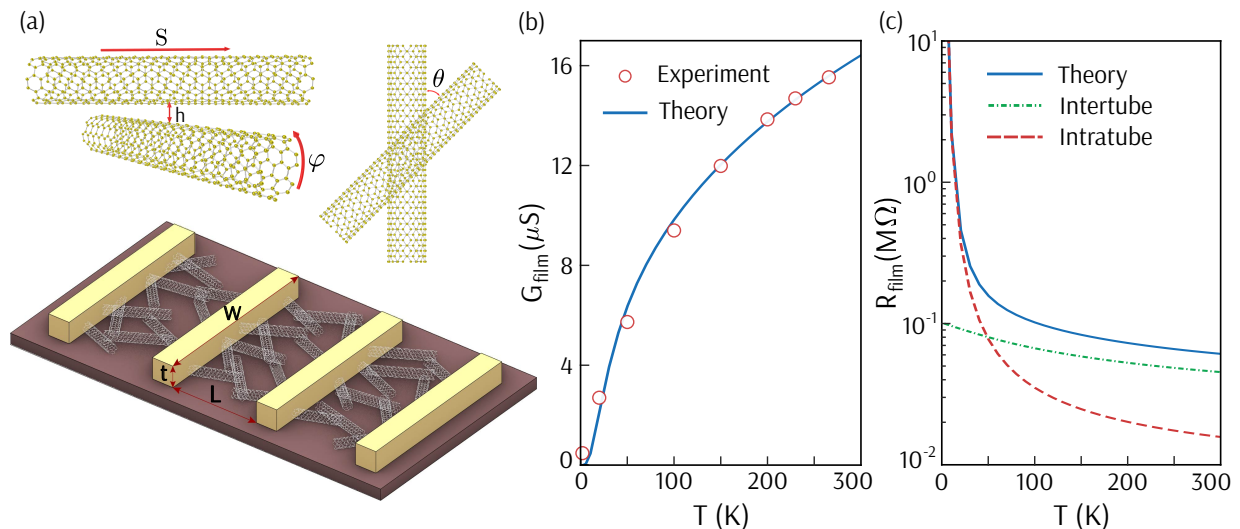 (a)
S
h
φ
θ
W
t
L
(b)
G_film(μS)
16
12
8
4
0
Experiment
Theory
0
100
200
300
T (K)
(c)
R_film(MΩ)
10^1
10^0
10^-1
10^-2
Theory
Intertube
Intratube
0
100
200
300
T (K)